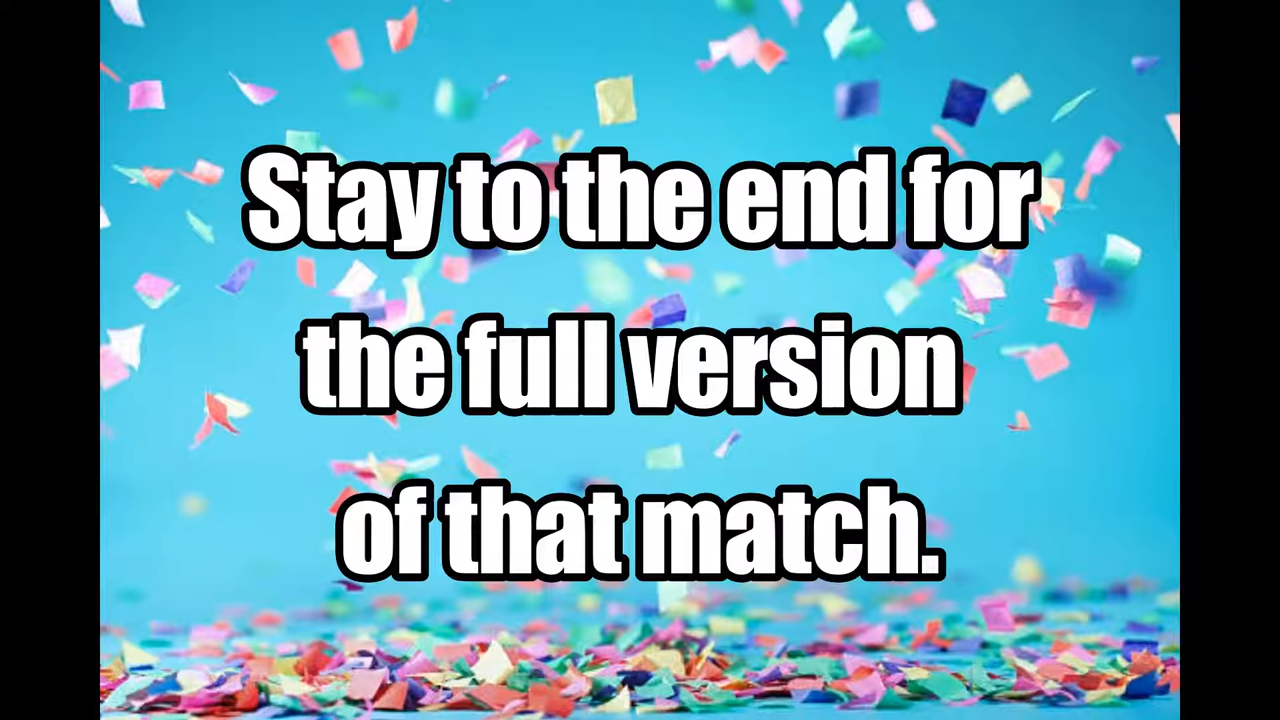 Stay to the end for
the full version
of that match.